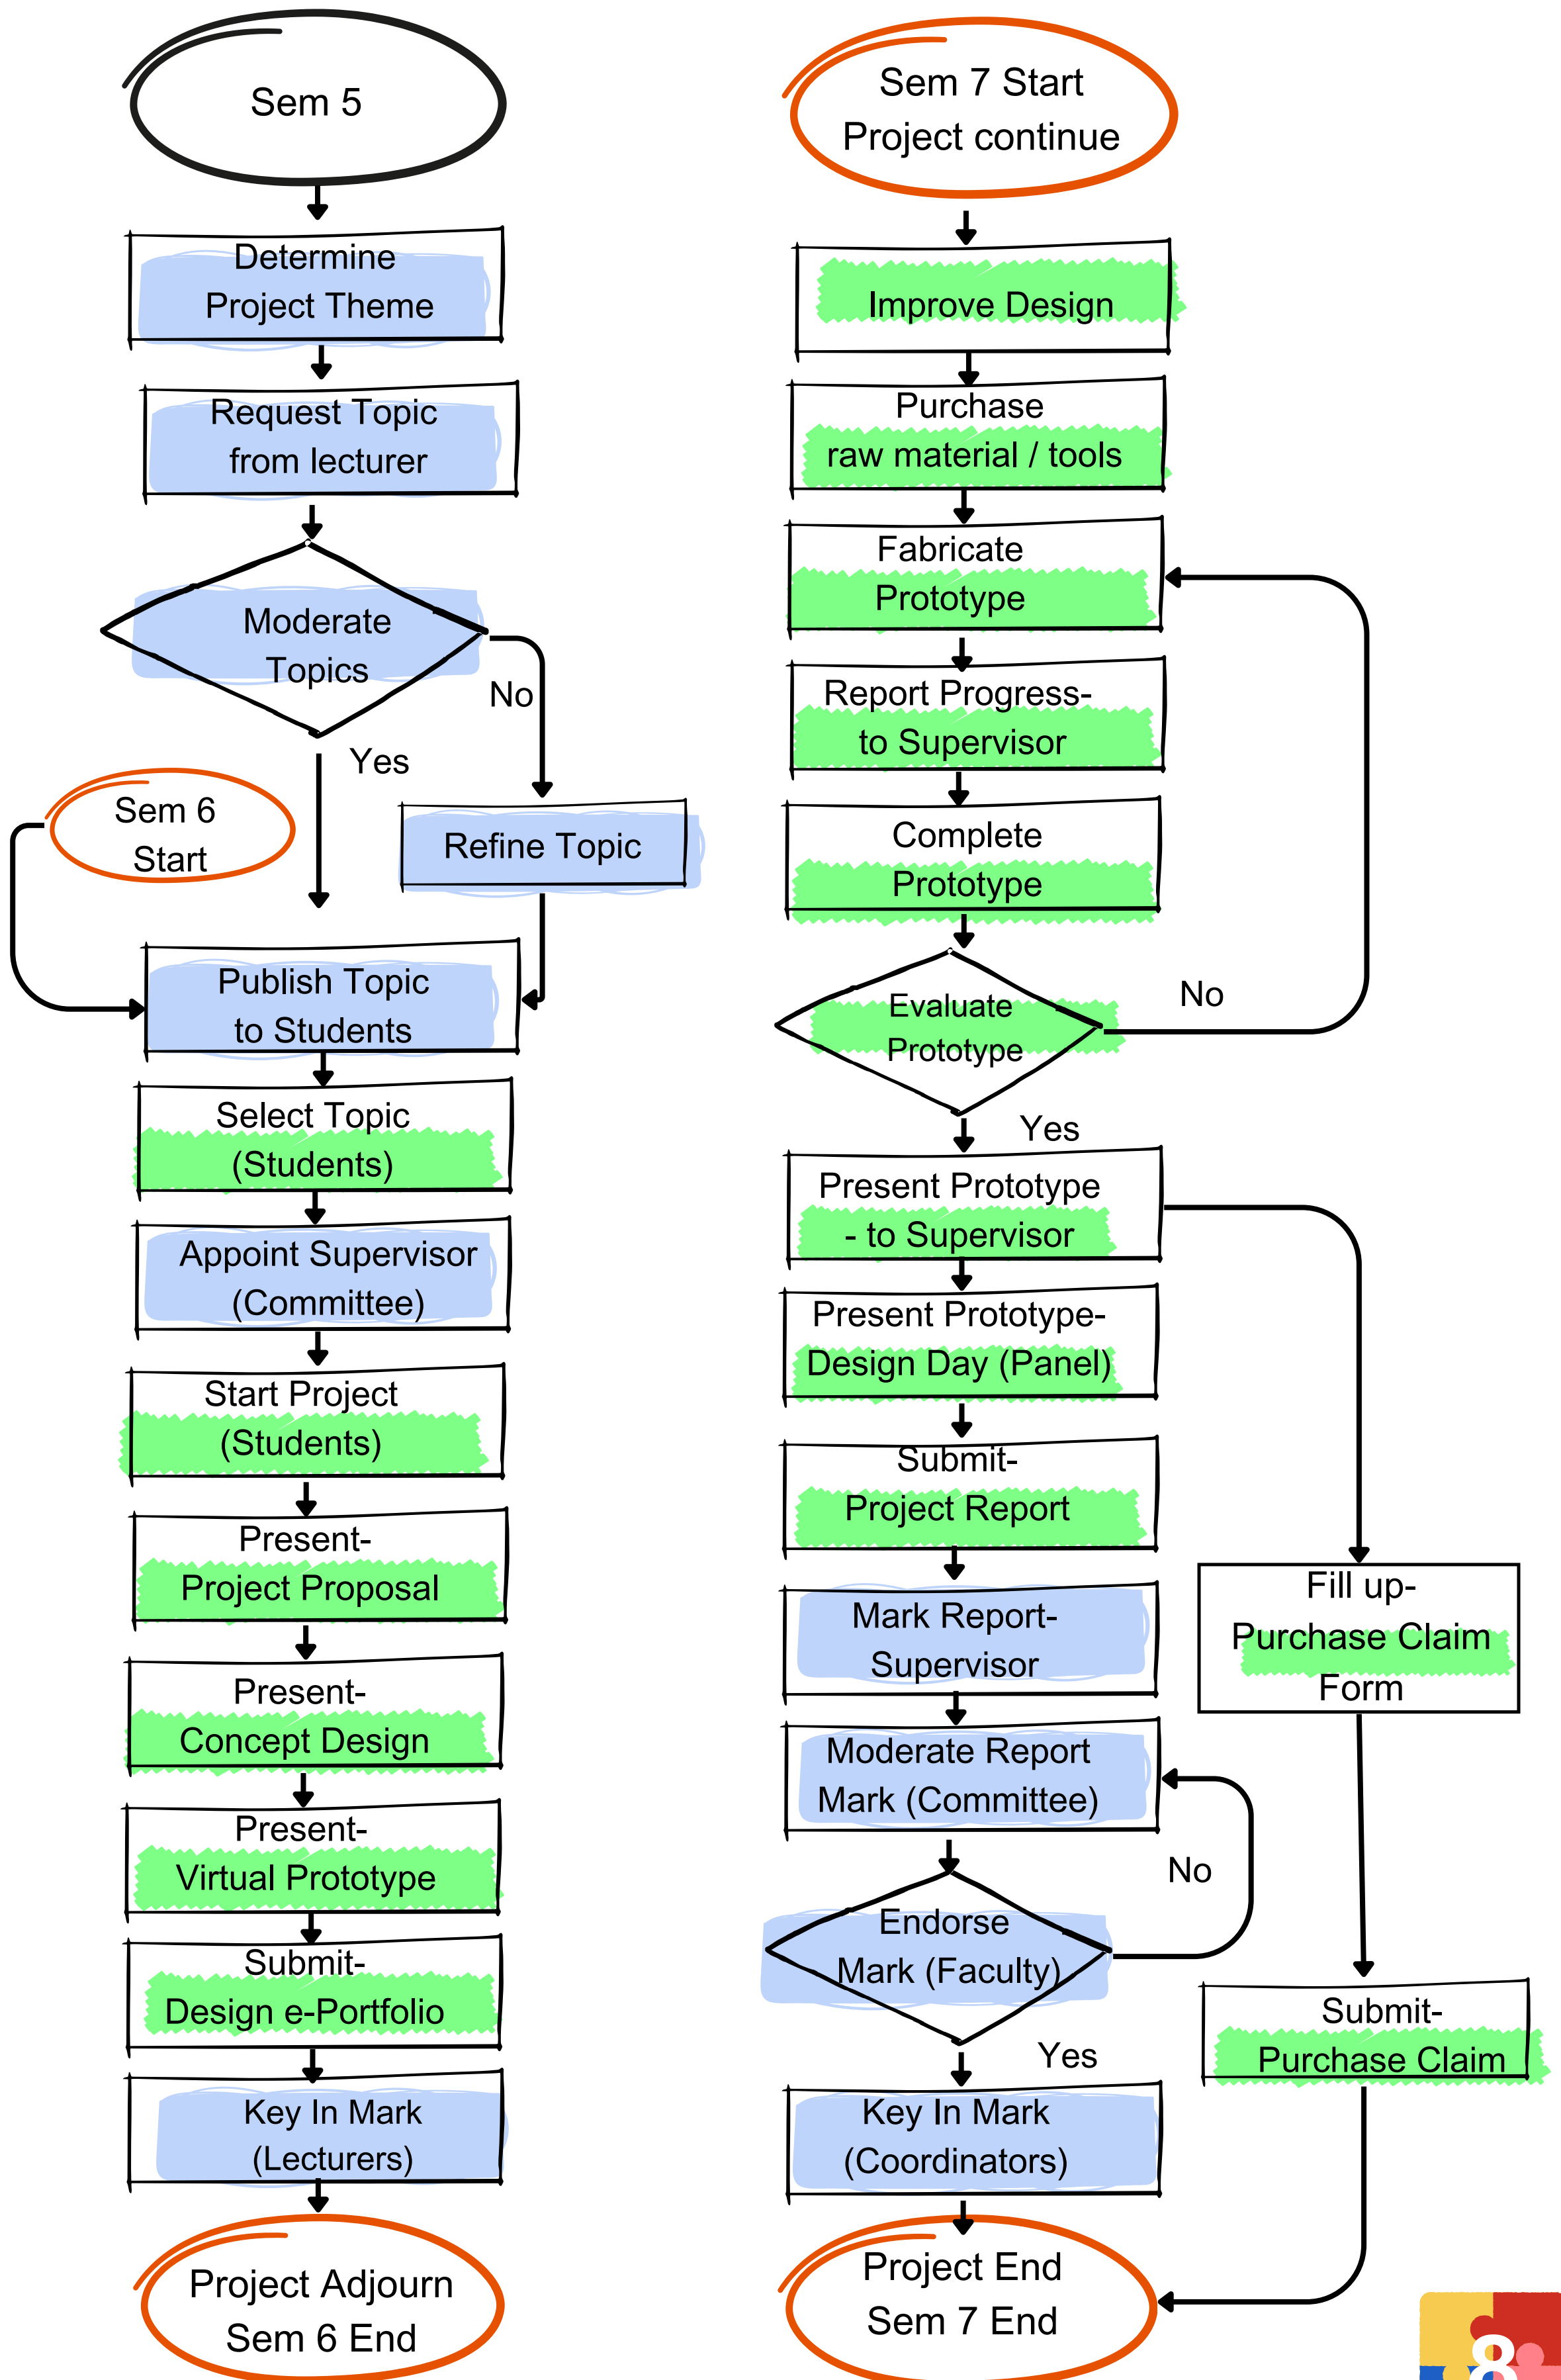 Sem 5
Determine
Project Theme
Request Topic
from lecturer
Moderate
Topics
No
Yes
Sem 6
Start
Refine Topic
Publish Topic
to Students
Select Topic
(Students)
Appoint Supervisor
(Committee)
Start Project
(Students)
Present-
Project Proposal
Present-
Concept Design
Present-
Virtual Prototype
Submit-
Design e-Portfolio
Key In Mark
(Lecturers)
Project Adjourn
Sem 6 End
Sem 7 Start
Project continue
Improve Design
Purchase
raw material / tools
Fabricate
Prototype
Report Progress-
to Supervisor
Complete
Prototype
Evaluate
Prototype
No
Yes
Present Prototype
- to Supervisor
Present Prototype-
Design Day (Panel)
Submit-
Project Report
Mark Report-
Supervisor
Moderate Report
Mark (Committee)
Endorse
Mark (Faculty)
No
Yes
Key In Mark
(Coordinators)
Project End
Sem 7 End
Fill up-
Purchase Claim
Form
Submit-
Purchase Claim
8